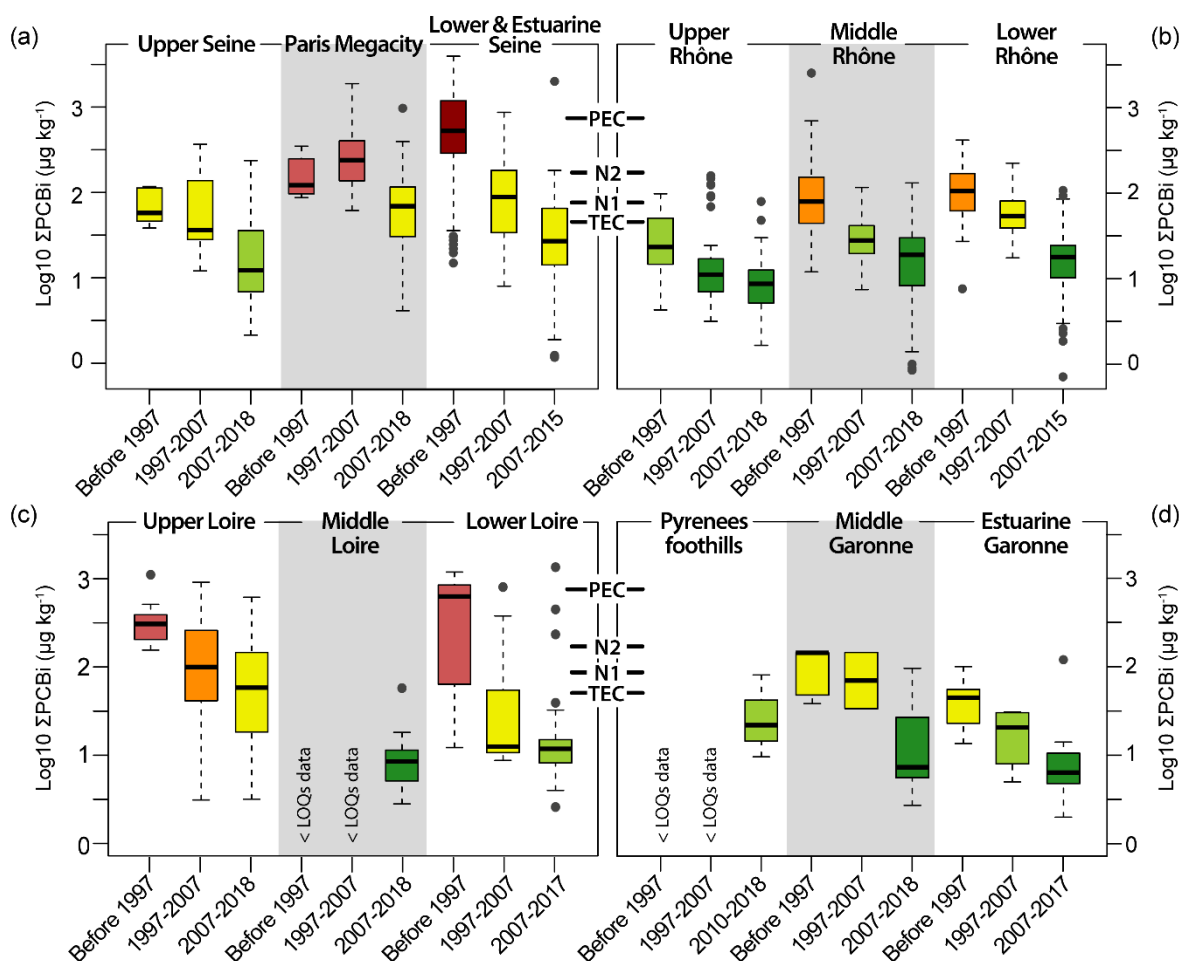 (a)
Upper Seine
Paris Megacity
Lower & Estuarine
Seine
Upper
Rhône
Middle
Rhône
Lower
Rhône
(b)
Log10 ΣPCBi (µg kg⁻¹)
3
2
1
0
PEC
N2
N1
TEC
3
2
1
0
Log10 ΣPCBi (µg kg⁻¹)
Before 1997
1997-2007
2007-2018
Before 1997
1997-2007
2007-2018
Before 1997
1997-2007
2007-2015
Before 1997
1997-2007
2007-2018
Before 1997
1997-2007
2007-2018
Before 1997
1997-2007
2007-2015
(c)
Upper Loire
Middle
Loire
Lower Loire
Pyrenees
foothills
Middle
Garonne
Estuarine
Garonne
(d)
Log10 ΣPCBi (µg kg⁻¹)
3
2
1
0
< LOQs data
< LOQs data
PEC
N2
N1
TEC
< LOQs data
< LOQs data
3
2
1
0
Log10 ΣPCBi (µg kg⁻¹)
Before 1997
1997-2007
2007-2018
Before 1997
1997-2007
2007-2018
Before 1997
1997-2007
2007-2017
Before 1997
1997-2007
2010-2018
Before 1997
1997-2007
2007-2018
Before 1997
1997-2007
2007-2017